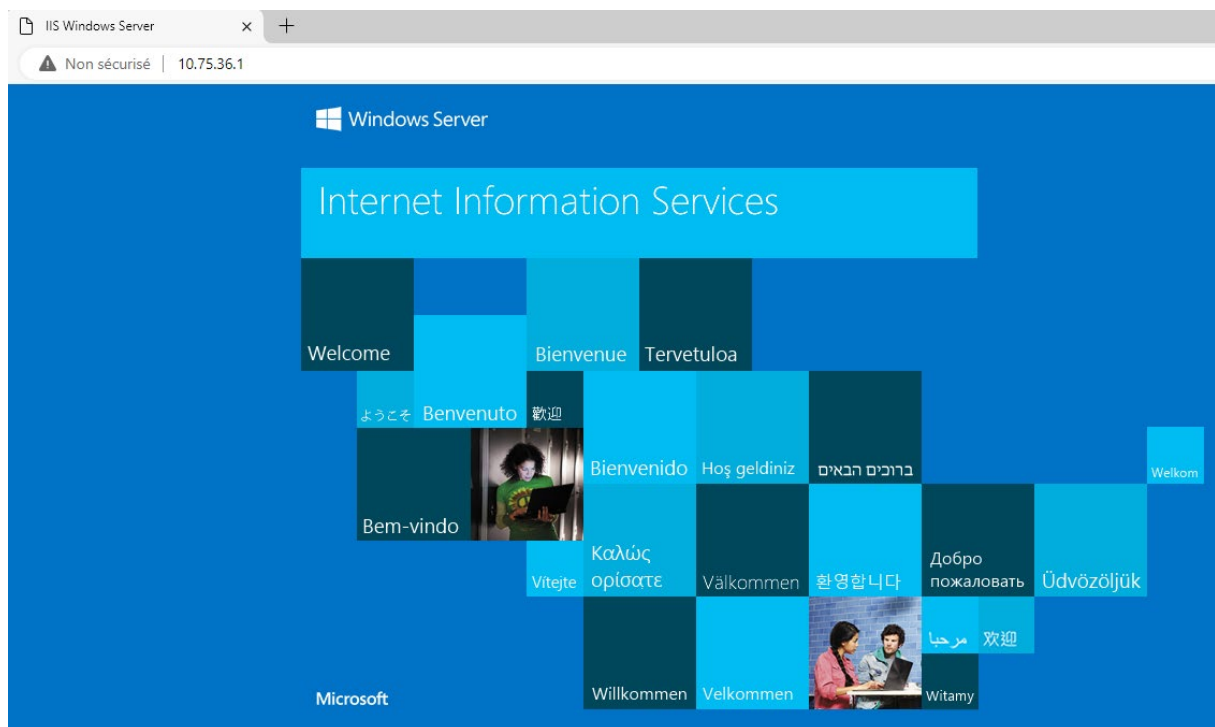 IIS Windows Server
Non sécurisé | 10.75.36.1
Windows Server
Internet Information Services
Welcome
Bienvenue
Tervetuloa
ようこそ
Benvenuto
歡迎
Bienvenido
Hoş geldiniz
ברוכים הבאים
Welkom
Bem-vindo
Vítejte
Καλώς
ορίσατε
Välkommen
환영합니다
Добро
пожаловать
Üdvözöljük
مرحبا
欢迎
Microsoft
Willkommen
Velkommen
Witamy